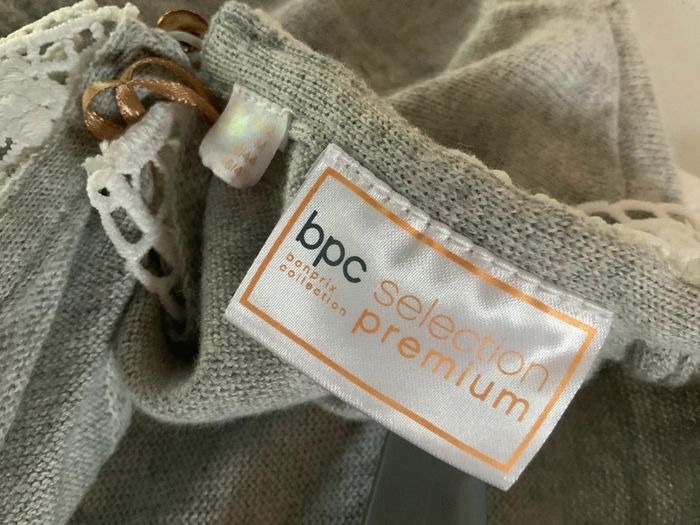 bpc selection
bonprix
collection
premium